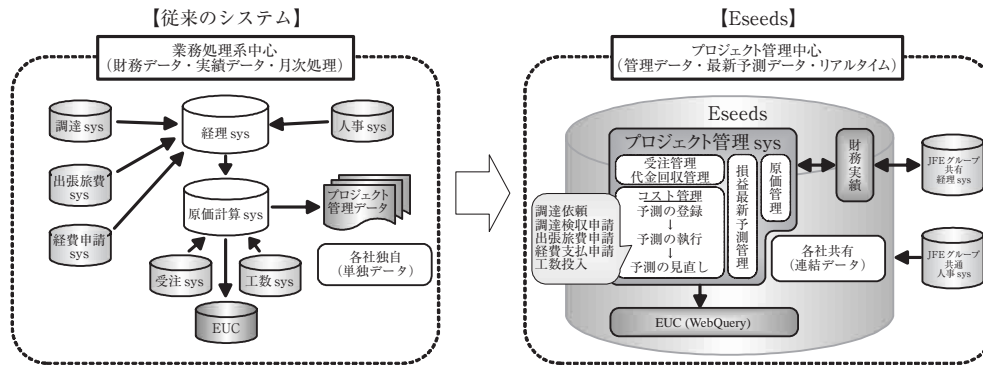 【従来のシステム】
業務処理系中心
(財務データ・実績データ・月次処理)
調達 sys
経理 sys
人事 sys
出張旅費
sys
原価計算 sys
プロジェクト
管理データ
経費申請
sys
各社独自
(単独データ)
受注 sys
工数 sys
EUC
【Eseeds】
プロジェクト管理中心
(管理データ・最新予測データ・リアルタイム)
Eseeds
プロジェクト管理 sys
受注管理
代金回収管理
コスト管理
予測の登録
↓
予測の執行
↓
予測の見直し
調達依頼
調達検収申請
出張旅費申請
経費支払申請
工数投入
損益最新予測管理
原価管理
財務実績
JFEグループ
共有
経理 sys
各社共有
(連結データ)
JFEグループ
共通
人事 sys
EUC (WebQuery)